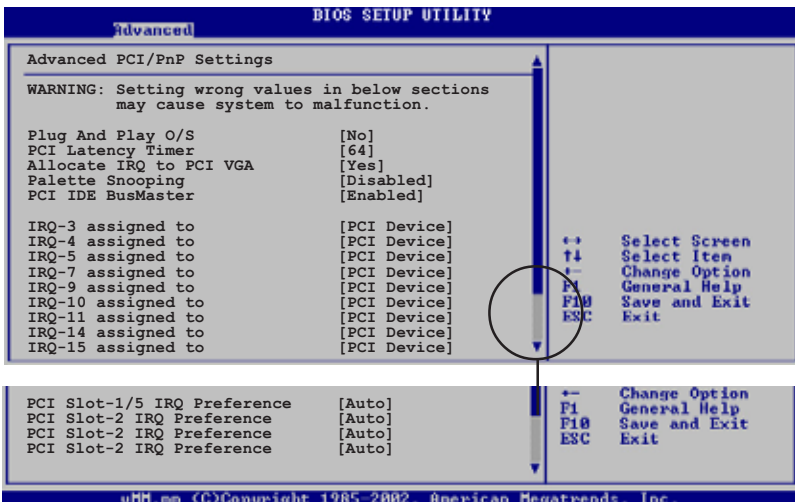 BIOS SETUP UTILITY
Advanced
Advanced PCI/PnP Settings
WARNING: Setting wrong values in below sections
may cause system to malfunction.
Plug And Play O/S [No]
PCI Latency Timer [64]
Allocate IRQ to PCI VGA [Yes]
Palette Snooping [Disabled]
PCI IDE BusMaster [Enabled]
IRQ-3 assigned to [PCI Device]
IRQ-4 assigned to [PCI Device]
IRQ-5 assigned to [PCI Device]
IRQ-7 assigned to [PCI Device]
IRQ-9 assigned to [PCI Device]
IRQ-10 assigned to [PCI Device]
IRQ-11 assigned to [PCI Device]
IRQ-14 assigned to [PCI Device]
IRQ-15 assigned to [PCI Device]
↔ Select Screen
↑↓ Select Item
+- Change Option
F1 General Help
F10 Save and Exit
ESC Exit
PCI Slot-1/5 IRQ Preference [Auto]
PCI Slot-2 IRQ Preference [Auto]
PCI Slot-2 IRQ Preference [Auto]
PCI Slot-2 IRQ Preference [Auto]
+- Change Option
F1 General Help
F10 Save and Exit
ESC Exit
(C)Copyright 1985-2002, American Megatrends, Inc.